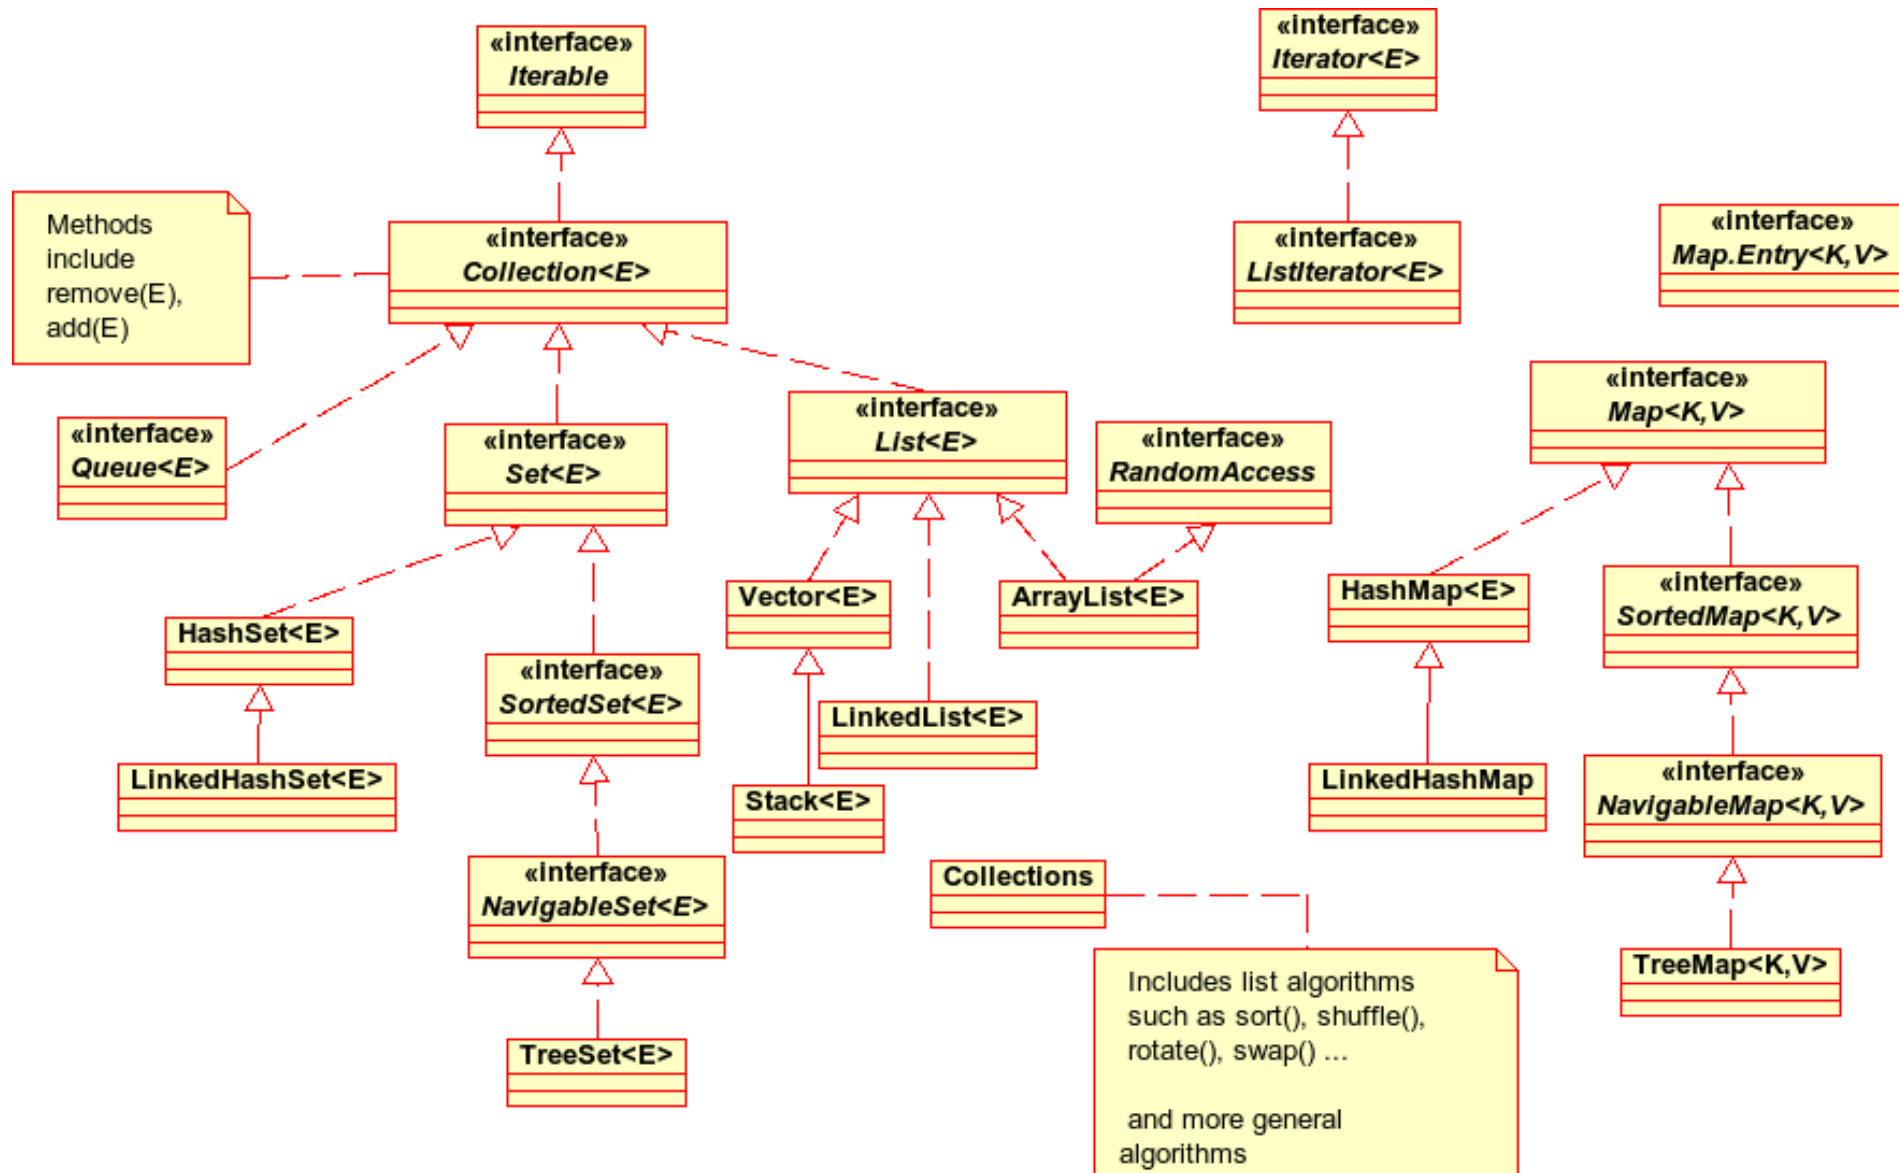 «interface»
Iterable
«interface»
Iterator<E>
Methods
include
remove(E),
add(E)
«interface»
Collection<E>
«interface»
ListIterator<E>
«interface»
Map.Entry<K,V>
«interface»
Queue<E>
«interface»
Set<E>
«interface»
List<E>
«interface»
RandomAccess
«interface»
Map<K,V>
HashSet<E>
«interface»
SortedSet<E>
Vector<E>
LinkedList<E>
ArrayList<E>
HashMap<E>
«interface»
SortedMap<K,V>
LinkedHashSet<E>
Stack<E>
LinkedHashMap
«interface»
NavigableMap<K,V>
«interface»
NavigableSet<E>
Collections
TreeMap<K,V>
TreeSet<E>
Includes list algorithms
such as sort(), shuffle(),
rotate(), swap() ...
and more general
algorithms